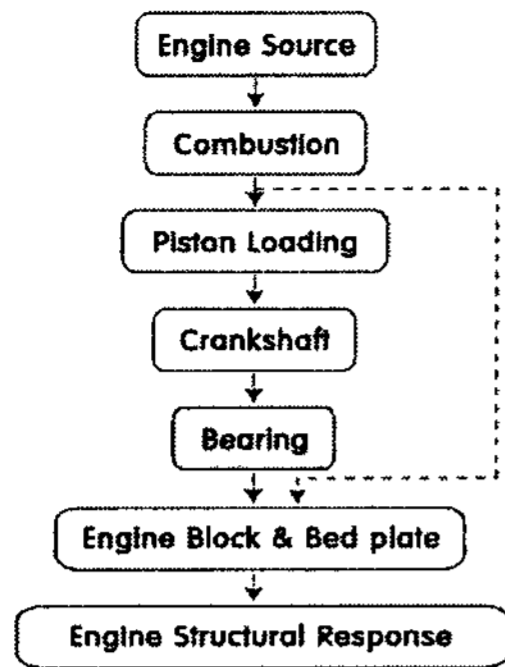 Engine Source
Combustion
Piston Loading
Crankshaft
Bearing
Engine Block & Bed plate
Engine Structural Response